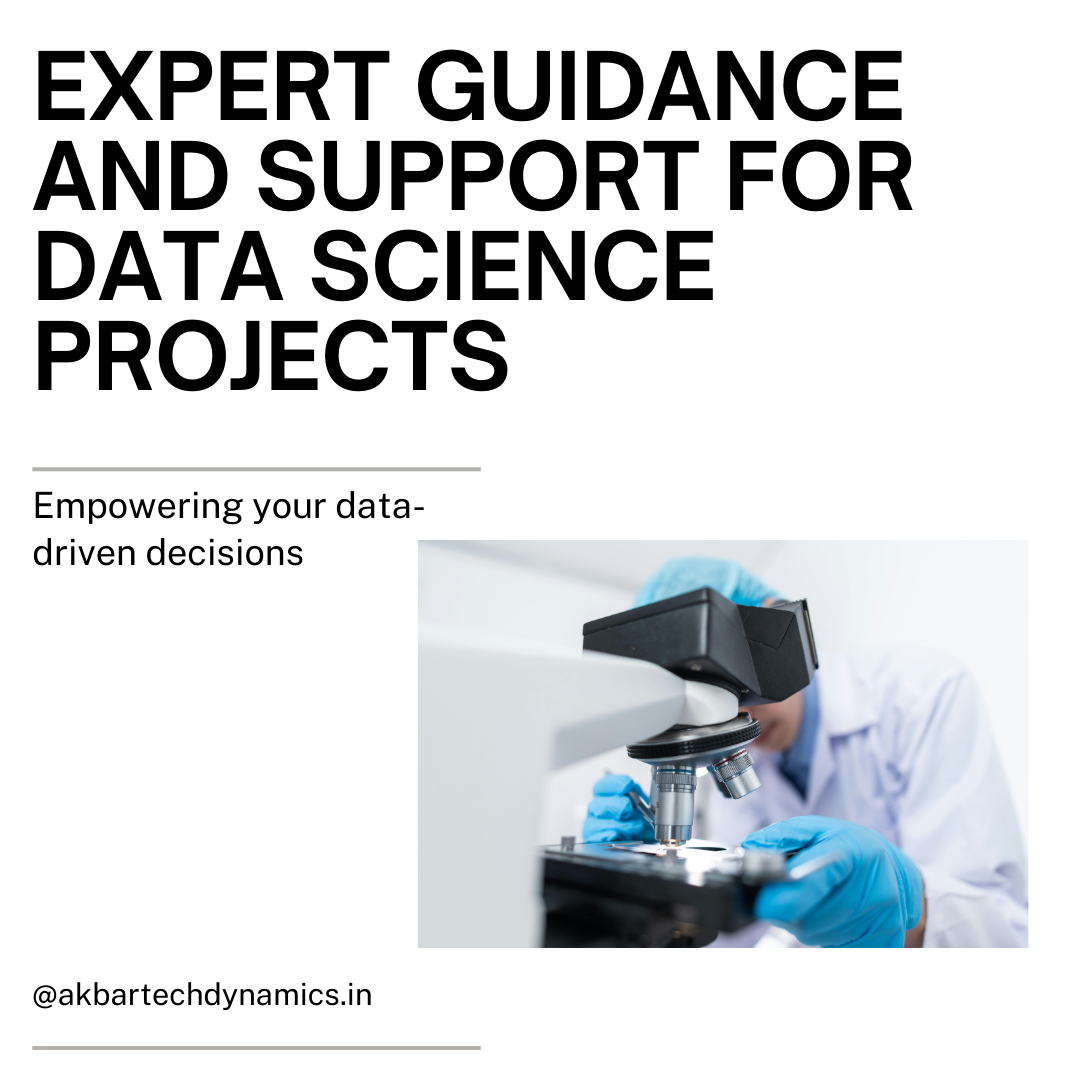 EXPERT GUIDANCE
AND SUPPORT FOR
DATA SCIENCE
PROJECTS
Empowering your data-
driven decisions
@akbartechdynamics.in